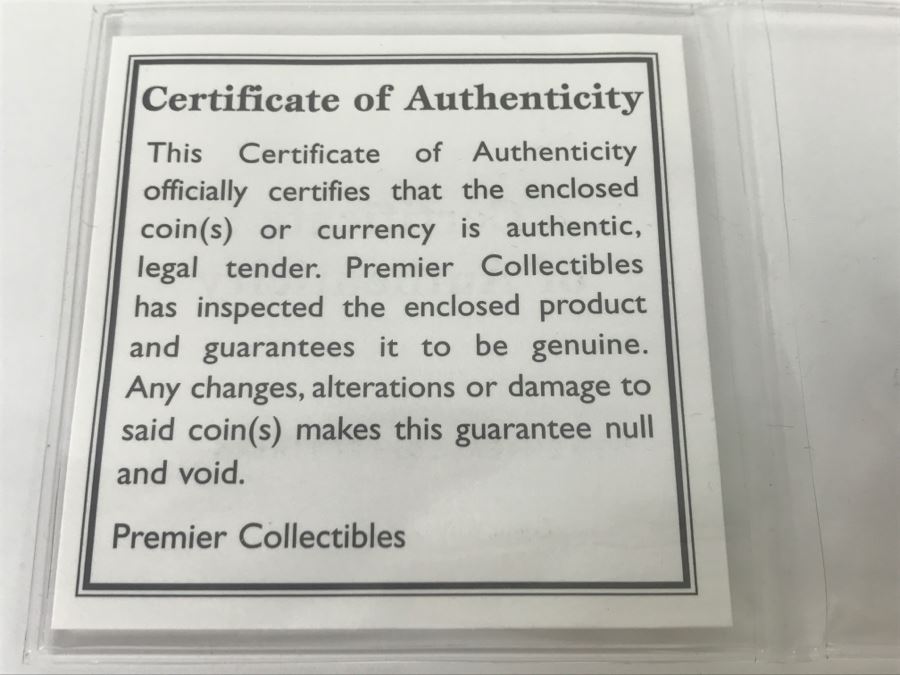 Certificate of Authenticity
This Certificate of Authenticity
officially certifies that the enclosed
coin(s) or currency is authentic,
legal tender. Premier Collectibles
has inspected the enclosed product
and guarantees it to be genuine.
Any changes, alterations or damage to
said coin(s) makes this guarantee null
and void.
Premier Collectibles